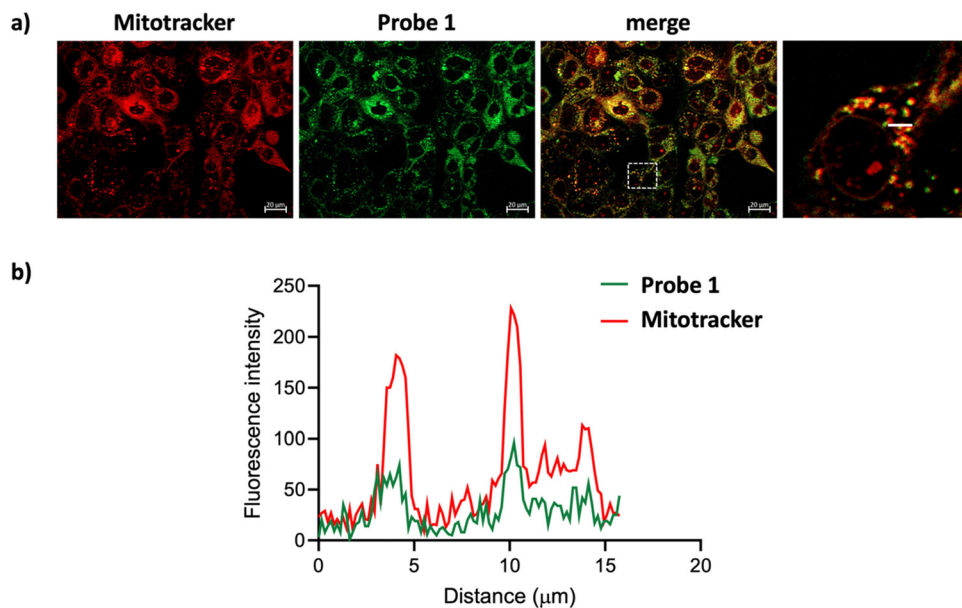 a)
Mitotracker
Probe 1
merge
20 μm
20 μm
20 μm
b)
250
200
150
100
50
0
Fluorescence intensity
0
5
10
15
20
Distance (μm)
Probe 1
Mitotracker